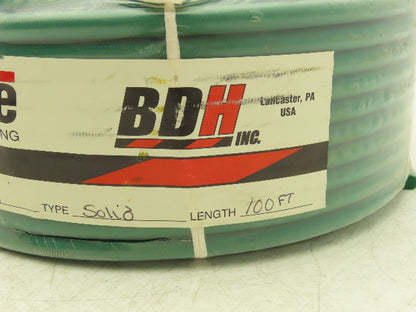 e
NG
BDH INC.
Lancaster, PA
USA
TYPE Solid LENGTH 100 FT